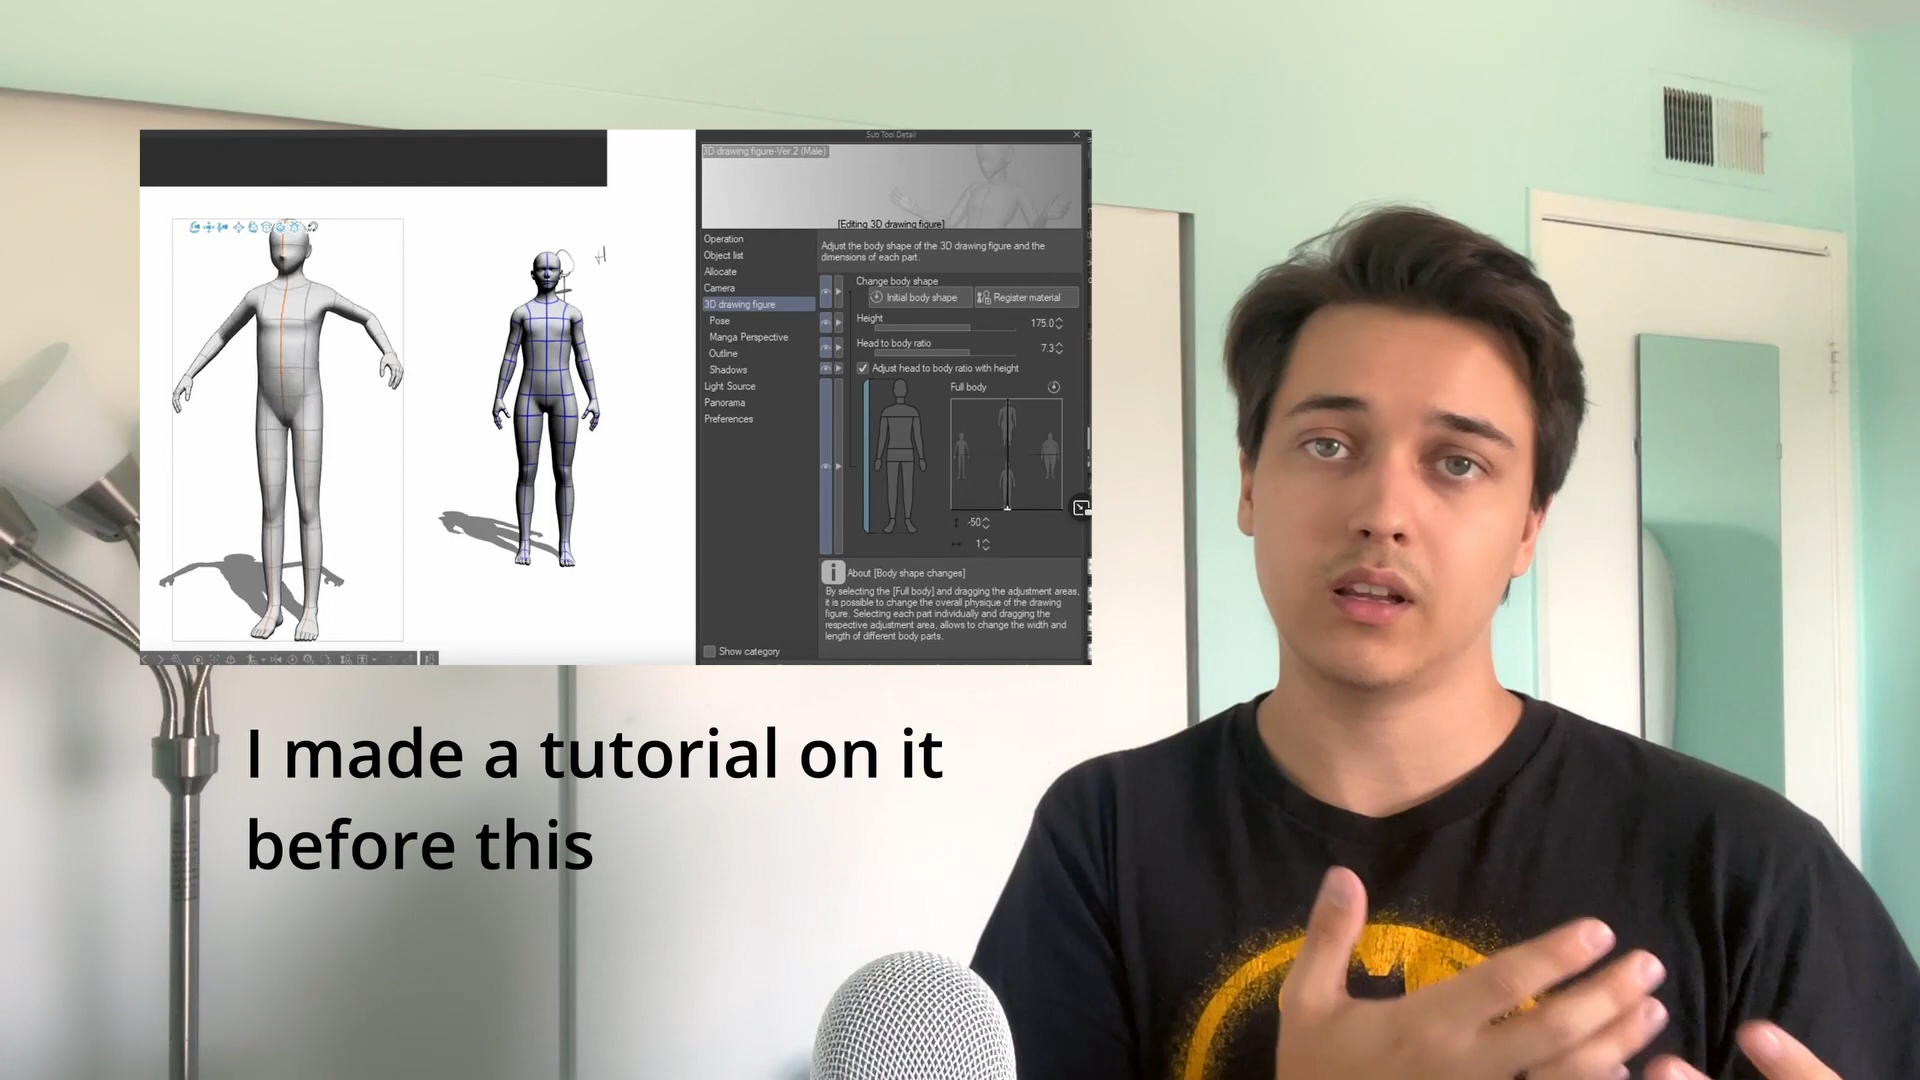 Sub Tool Detail
3D drawing figure-Ver.2 (Male)
[Editing 3D drawing figure]
Operation
Object list
Allocate
Camera
3D drawing figure
Pose
Manga Perspective
Outline
Shadows
Light Source
Panorama
Preferences
Show category
Adjust the body shape of the 3D drawing figure and the
dimensions of each part.
Change body shape
Initial body shape
Register material
Height
175.0
Head to body ratio
7.3
Adjust head to body ratio with height
Full body
-50
1
About [Body shape changes]
By selecting the [Full body] and dragging the adjustment areas,
it is possible to change the overall physique of the drawing
figure. Selecting each part individually and dragging the
respective adjustment area, allows to change the width and
length of different body parts.
I made a tutorial on it
before this